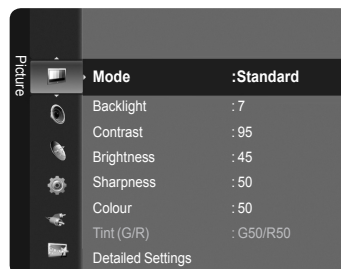 Picture
Mode :Standard
Backlight : 7
Contrast : 95
Brightness : 45
Sharpness : 50
Colour : 50
Tint (G/R) : G50/R50
Detailed Settings